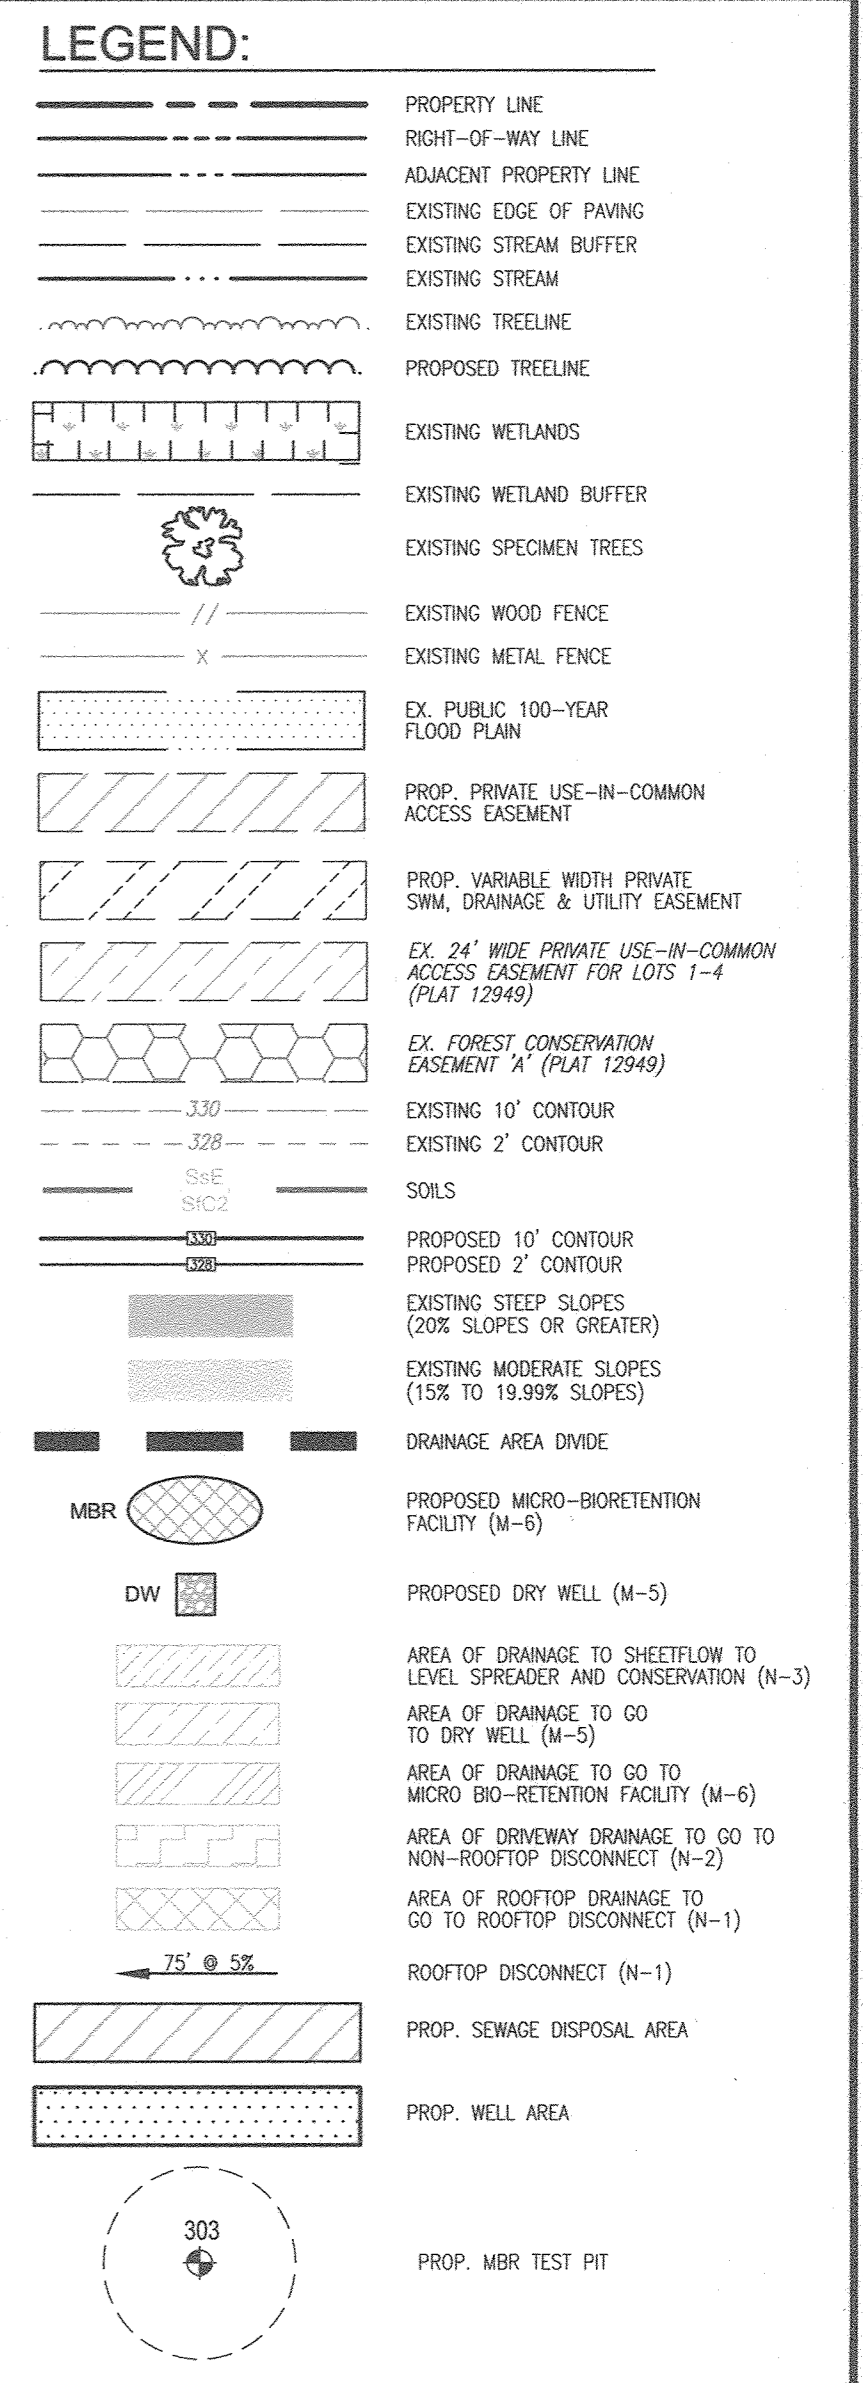 LEGEND:
PROPERTY LINE
RIGHT-OF-WAY LINE
ADJACENT PROPERTY LINE
EXISTING EDGE OF PAVING
EXISTING STREAM BUFFER
EXISTING STREAM
EXISTING TREELINE
PROPOSED TREELINE
EXISTING WETLANDS
EXISTING WETLAND BUFFER
EXISTING SPECIMEN TREES
// EXISTING WOOD FENCE
X EXISTING METAL FENCE
EX. PUBLIC 100-YEAR
FLOOD PLAIN
PROP. PRIVATE USE-IN-COMMON
ACCESS EASEMENT
PROP. VARIABLE WIDTH PRIVATE
SWM, DRAINAGE & UTILITY EASEMENT
EX. 24' WIDE PRIVATE USE-IN-COMMON
ACCESS EASEMENT FOR LOTS 1-4
(PLAT 12949)
EX. FOREST CONSERVATION
EASEMENT 'A' (PLAT 12949)
330 EXISTING 10' CONTOUR
328 EXISTING 2' CONTOUR
SsE
SfC2
SOILS
330 PROPOSED 10' CONTOUR
328 PROPOSED 2' CONTOUR
EXISTING STEEP SLOPES
(20% SLOPES OR GREATER)
EXISTING MODERATE SLOPES
(15% TO 19.99% SLOPES)
DRAINAGE AREA DIVIDE
MBR
PROPOSED MICRO-BIORETENTION
FACILITY (M-6)
DW PROPOSED DRY WELL (M-5)
AREA OF DRAINAGE TO SHEETFLOW TO
LEVEL SPREADER AND CONSERVATION (N-3)
AREA OF DRAINAGE TO GO
TO DRY WELL (M-5)
AREA OF DRAINAGE TO GO TO
MICRO BIO-RETENTION FACILITY (M-6)
AREA OF DRIVEWAY DRAINAGE TO GO TO
NON-ROOFTOP DISCONNECT (N-2)
AREA OF ROOFTOP DRAINAGE TO
GO TO ROOFTOP DISCONNECT (N-1)
75' @ 5% ROOFTOP DISCONNECT (N-1)
PROP. SEWAGE DISPOSAL AREA
PROP. WELL AREA
303
PROP. MBR TEST PIT